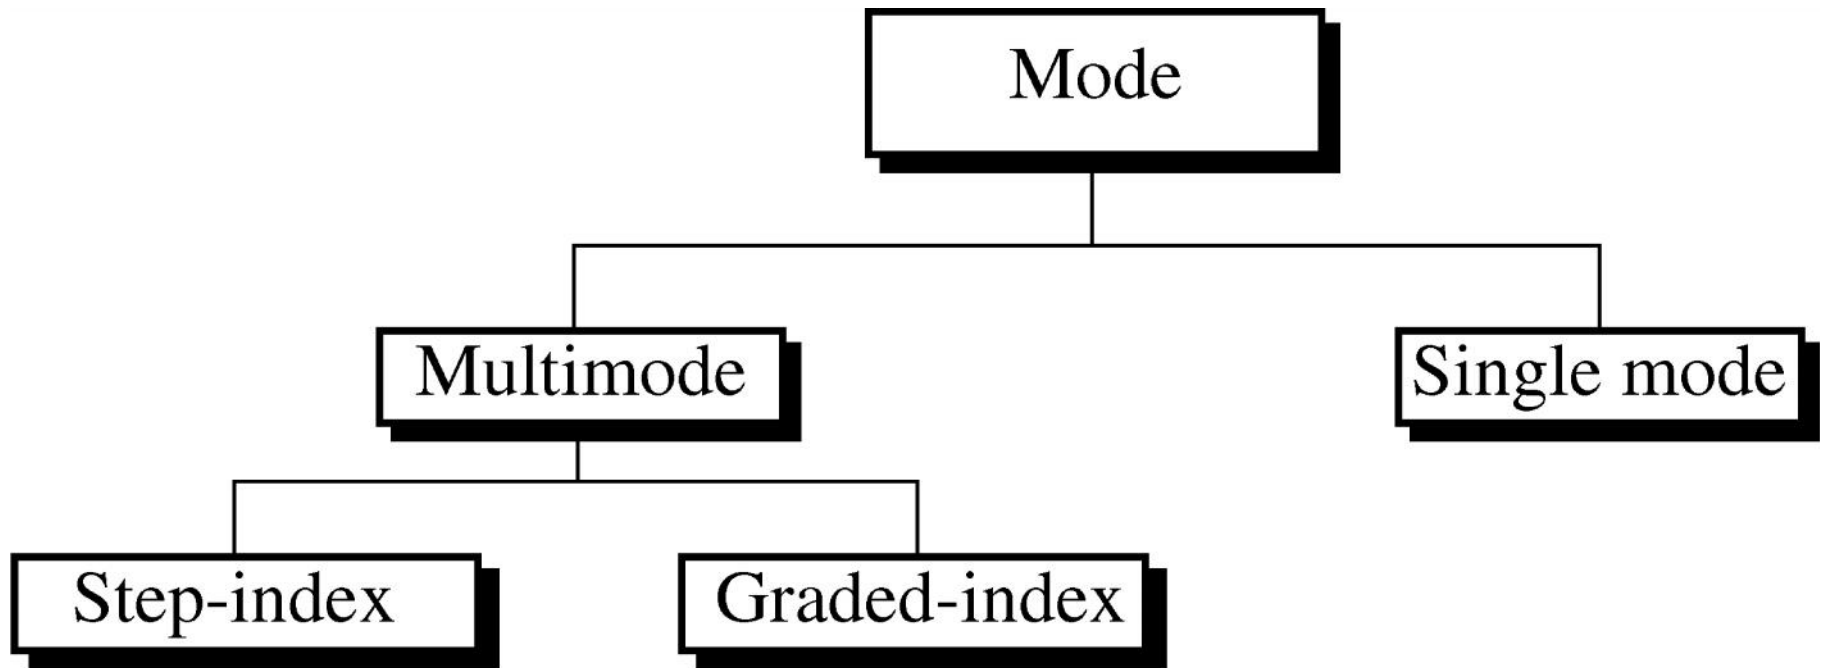 Mode
Multimode
Single mode
Step-index
Graded-index